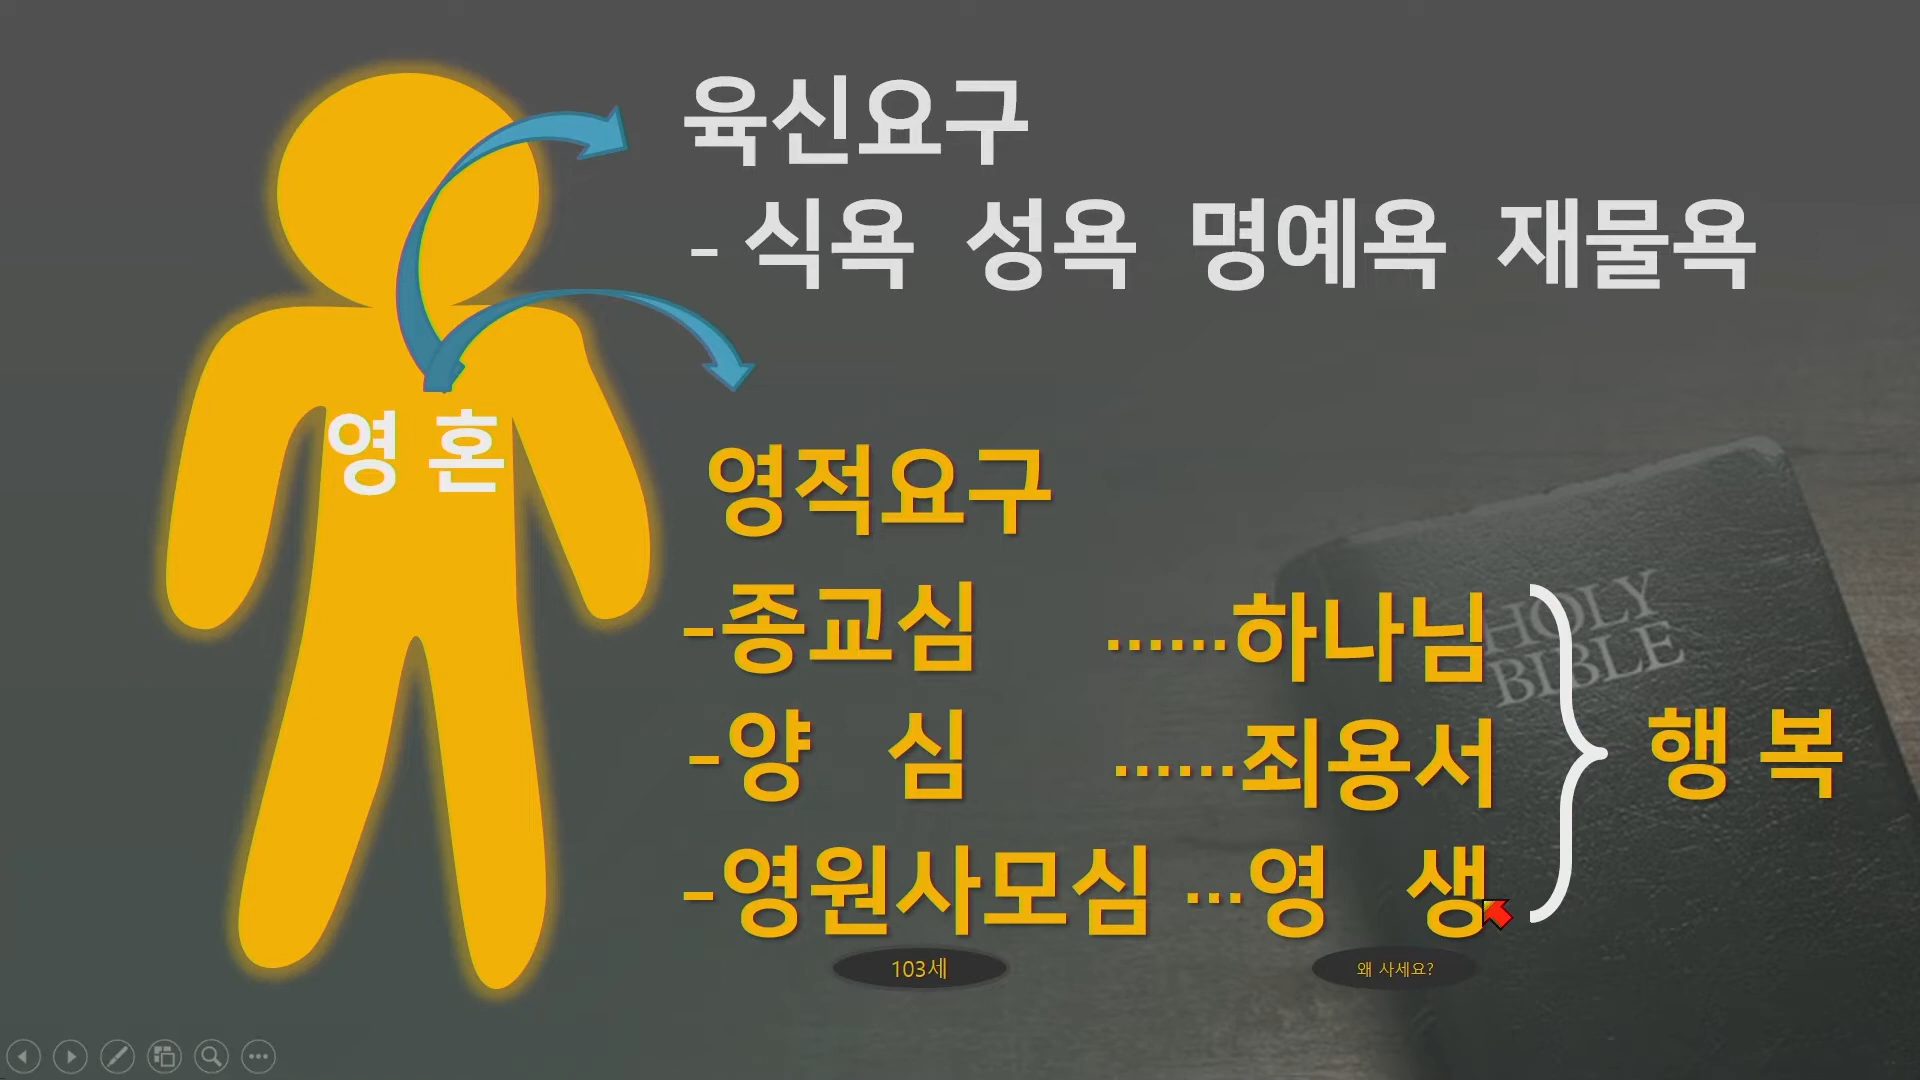 육신요구
- 식욕 성욕 명예욕 재물욕
영 혼
영적요구
-종교심 ……하나님
-양 심 ……죄용서
-영원사모심 …영 생
행 복
HOLY
BIBLE
103세
왜 사세요?